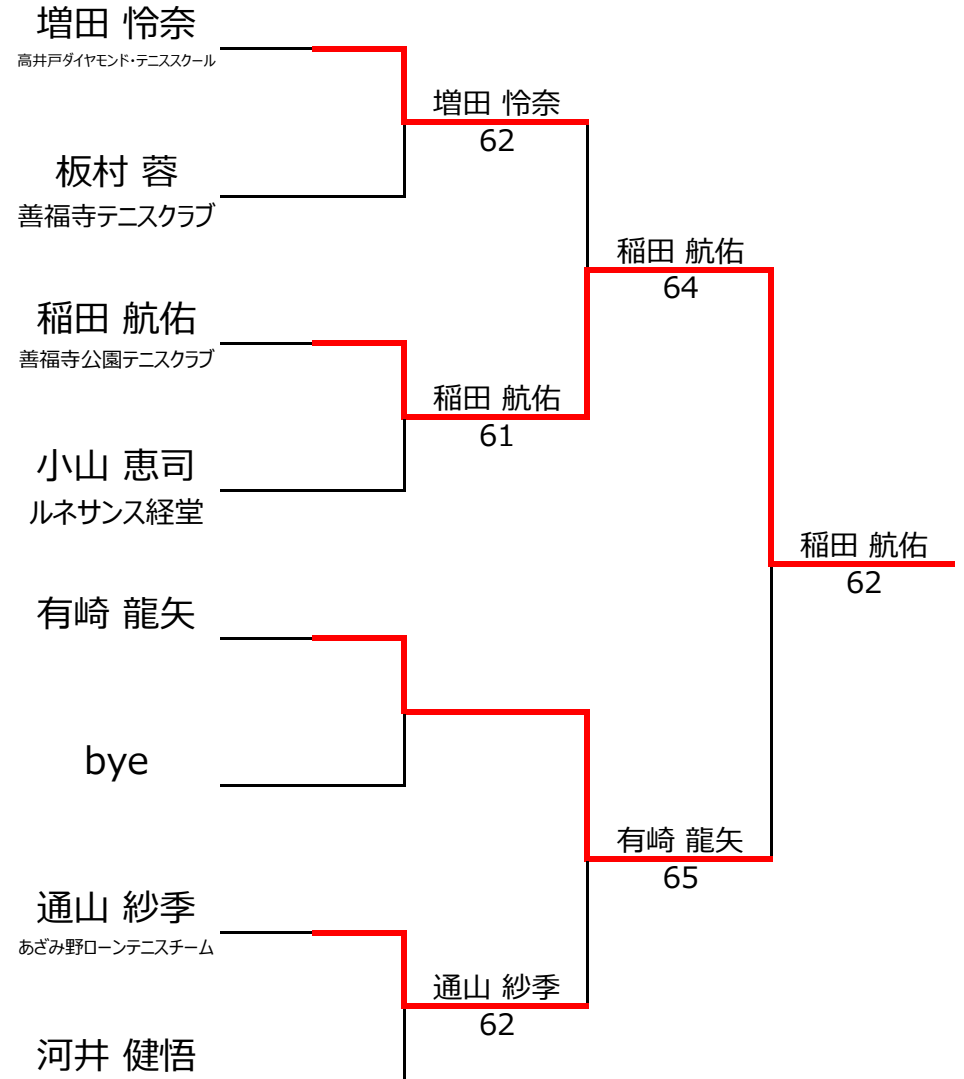 増田 怜奈
高井戸ダイヤモンド・テニススクール
増田 怜奈
62
板村 蓉
善福寺テニスクラブ
稲田 航佑
64
稲田 航佑
善福寺公園テニスクラブ
稲田 航佑
61
小山 恵司
ルネサンス経堂
稲田 航佑
62
有崎 龍矢
bye
有崎 龍矢
65
通山 紗季
あざみ野ローンテニスチーム
通山 紗季
62
河井 健悟